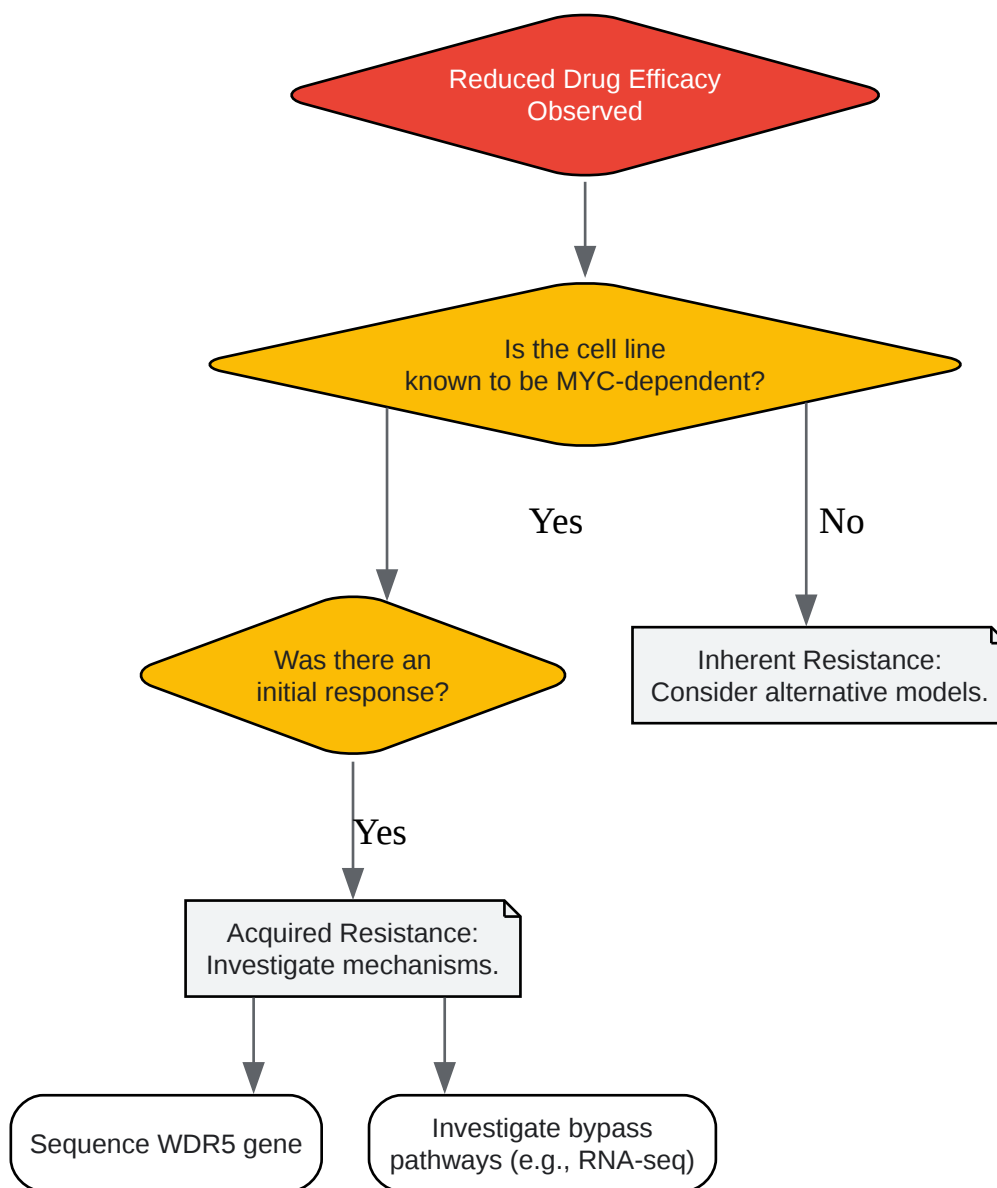 Reduced Drug Efficacy
Observed
Is the cell line
known to be MYC-dependent?
Yes
No
Was there an
initial response?
Inherent Resistance:
Consider alternative models.
Yes
Acquired Resistance:
Investigate mechanisms.
Sequence WDR5 gene
Investigate bypass
pathways (e.g., RNA-seq)